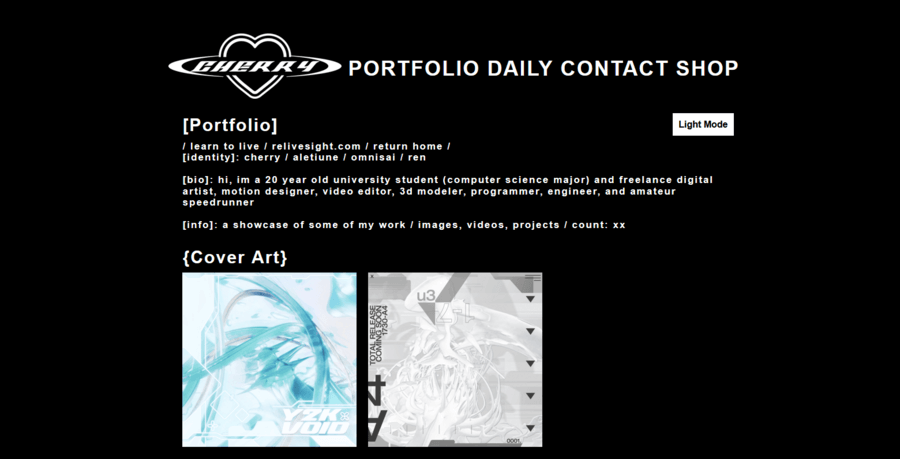 CHERRY
PORTFOLIO DAILY CONTACT SHOP
[Portfolio]
Light Mode
/ learn to live / relivesight.com / return home /
[identity]: cherry / aletiune / omnisai / ren
[bio]: hi, im a 20 year old university student (computer science major) and freelance digital
artist, motion designer, video editor, 3d modeler, programmer, engineer, and amateur
speedrunner
[info]: a showcase of some of my work / images, videos, projects / count: xx
{Cover Art}
Y2K
VOID
u3
TOTAL RELEASE
COMING SOON
1730-A4
0001